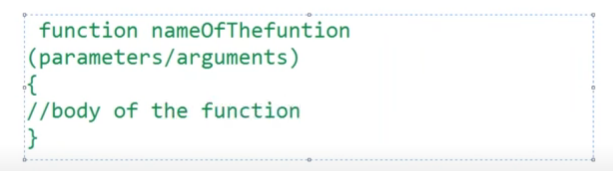 function nameOfThefuntion
(parameters/arguments)
{
//body of the function
}